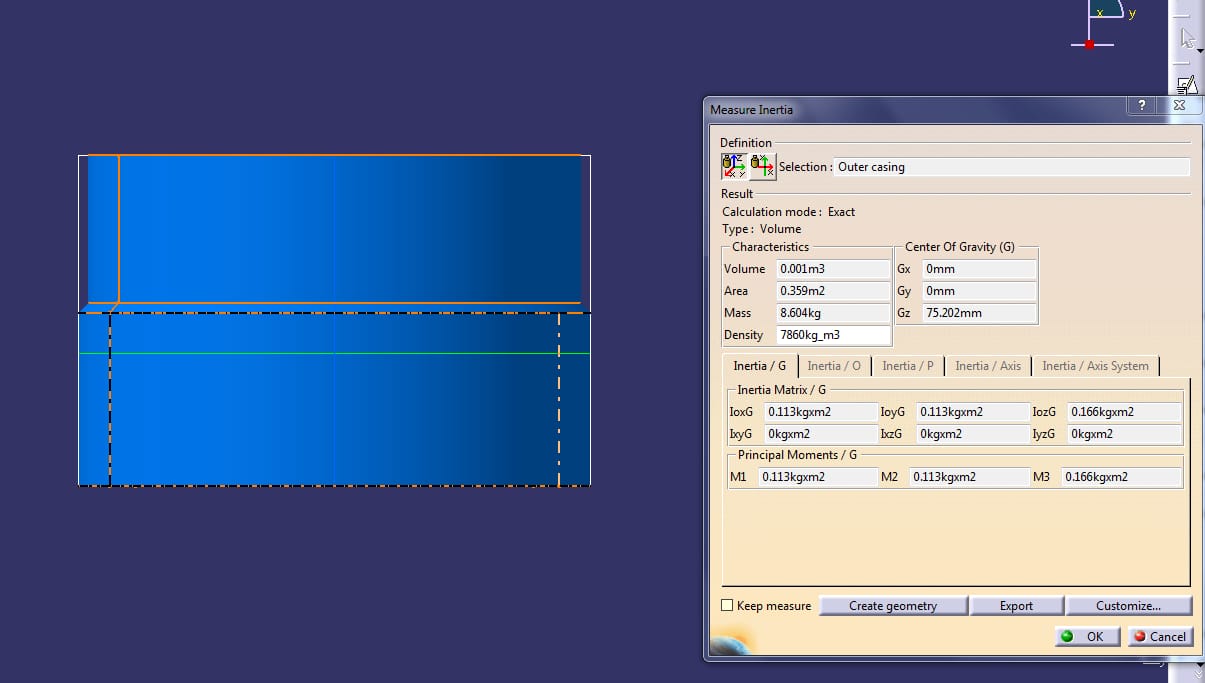 x y
Measure Inertia ?
Definition
Selection : Outer casing
Result
Calculation mode : Exact
Type : Volume
Characteristics
Volume 0.001m3
Area 0.359m2
Mass 8.604kg
Density 7860kg_m3
Center Of Gravity (G)
Gx 0mm
Gy 0mm
Gz 75.202mm
Inertia / G Inertia / O Inertia / P Inertia / Axis Inertia / Axis System
Inertia Matrix / G
IoxG 0.113kgxm2 IoyG 0.113kgxm2 IozG 0.166kgxm2
IxyG 0kgxm2 IxzG 0kgxm2 IyzG 0kgxm2
Principal Moments / G
M1 0.113kgxm2 M2 0.113kgxm2 M3 0.166kgxm2
Keep measure Create geometry Export Customize...
OK Cancel